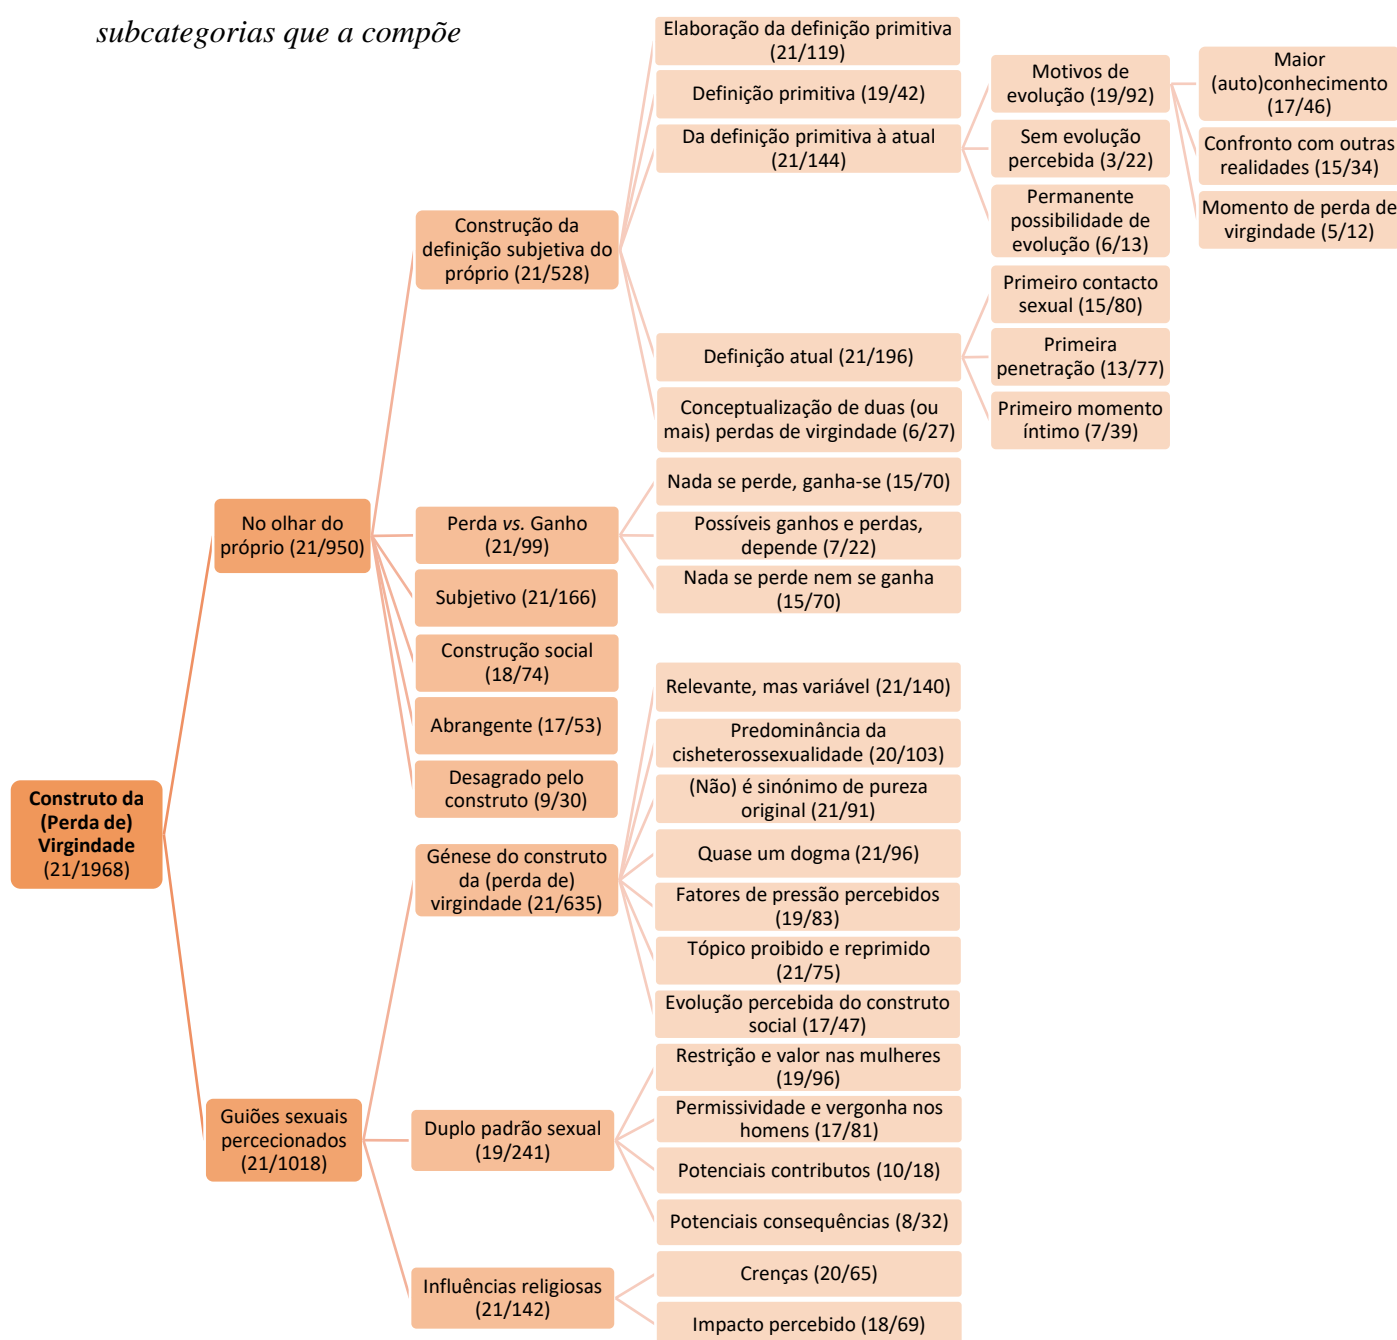 subcategorias que a compõe
Construto da
(Perda de)
Virgindade
(21/1968)
No olhar do
próprio (21/950)
Construção da
definição subjetiva do
próprio (21/528)
Elaboração da definição primitiva
(21/119)
Definição primitiva (19/42)
Da definição primitiva à atual
(21/144)
Motivos de
evolução (19/92)
Maior
(auto)conhecimento
(17/46)
Confronto com outras
realidades (15/34)
Momento de perda de
virgindade (5/12)
Sem evolução
percebida (3/22)
Permanente
possibilidade de
evolução (6/13)
Definição atual (21/196)
Primeiro contacto
sexual (15/80)
Primeira
penetração (13/77)
Primeiro momento
íntimo (7/39)
Conceptualização de duas (ou
mais) perdas de virgindade (6/27)
Perda vs. Ganho
(21/99)
Nada se perde, ganha-se (15/70)
Possíveis ganhos e perdas,
depende (7/22)
Nada se perde nem se ganha
(15/70)
Subjetivo (21/166)
Construção social
(18/74)
Abrangente (17/53)
Desagrado pelo
construto (9/30)
Guiões sexuais
percecionados
(21/1018)
Génese do construto
da (perda de)
virgindade (21/635)
Relevante, mas variável (21/140)
Predominância da
cisheterossexualidade (20/103)
(Não) é sinónimo de pureza
original (21/91)
Quase um dogma (21/96)
Fatores de pressão percebidos
(19/83)
Tópico proibido e reprimido
(21/75)
Evolução percebida do construto
social (17/47)
Duplo padrão sexual
(19/241)
Restrição e valor nas mulheres
(19/96)
Permissividade e vergonha nos
homens (17/81)
Potenciais contributos (10/18)
Potenciais consequências (8/32)
Influências religiosas
(21/142)
Crenças (20/65)
Impacto percebido (18/69)